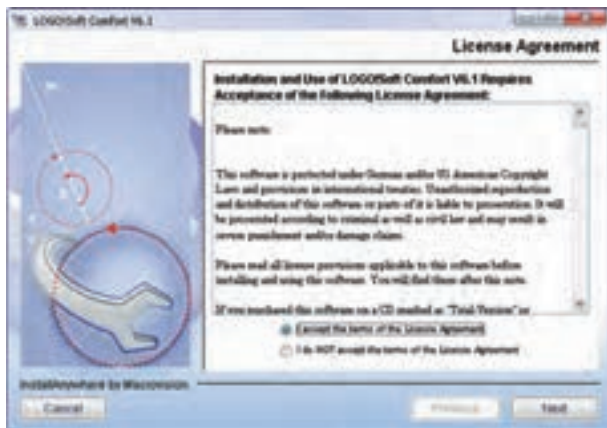 LOGO!Soft Comfort V6.1
License Agreement
Installation and Use of LOGO!Soft Comfort V6.1 Requires
Acceptance of the Following License Agreement:
Please note:
This software is protected under German and/or US American Copyright
Laws and provisions in international treaties. Unauthorized reproduction
and distribution of this software or parts of it is liable to prosecution. It will
be prosecuted according to criminal as well as civil law and may result in
severe punishment and/or damage claims.
Please read all license provisions applicable to this software before
installing and using this software. You will find them after this note.
If you purchased this software on a CD marked as "Trial-Version" or
I accept the terms of the License Agreement
I do NOT accept the terms of the License Agreement
InstallAnywhere by Macrovision
Cancel
Previous
Next